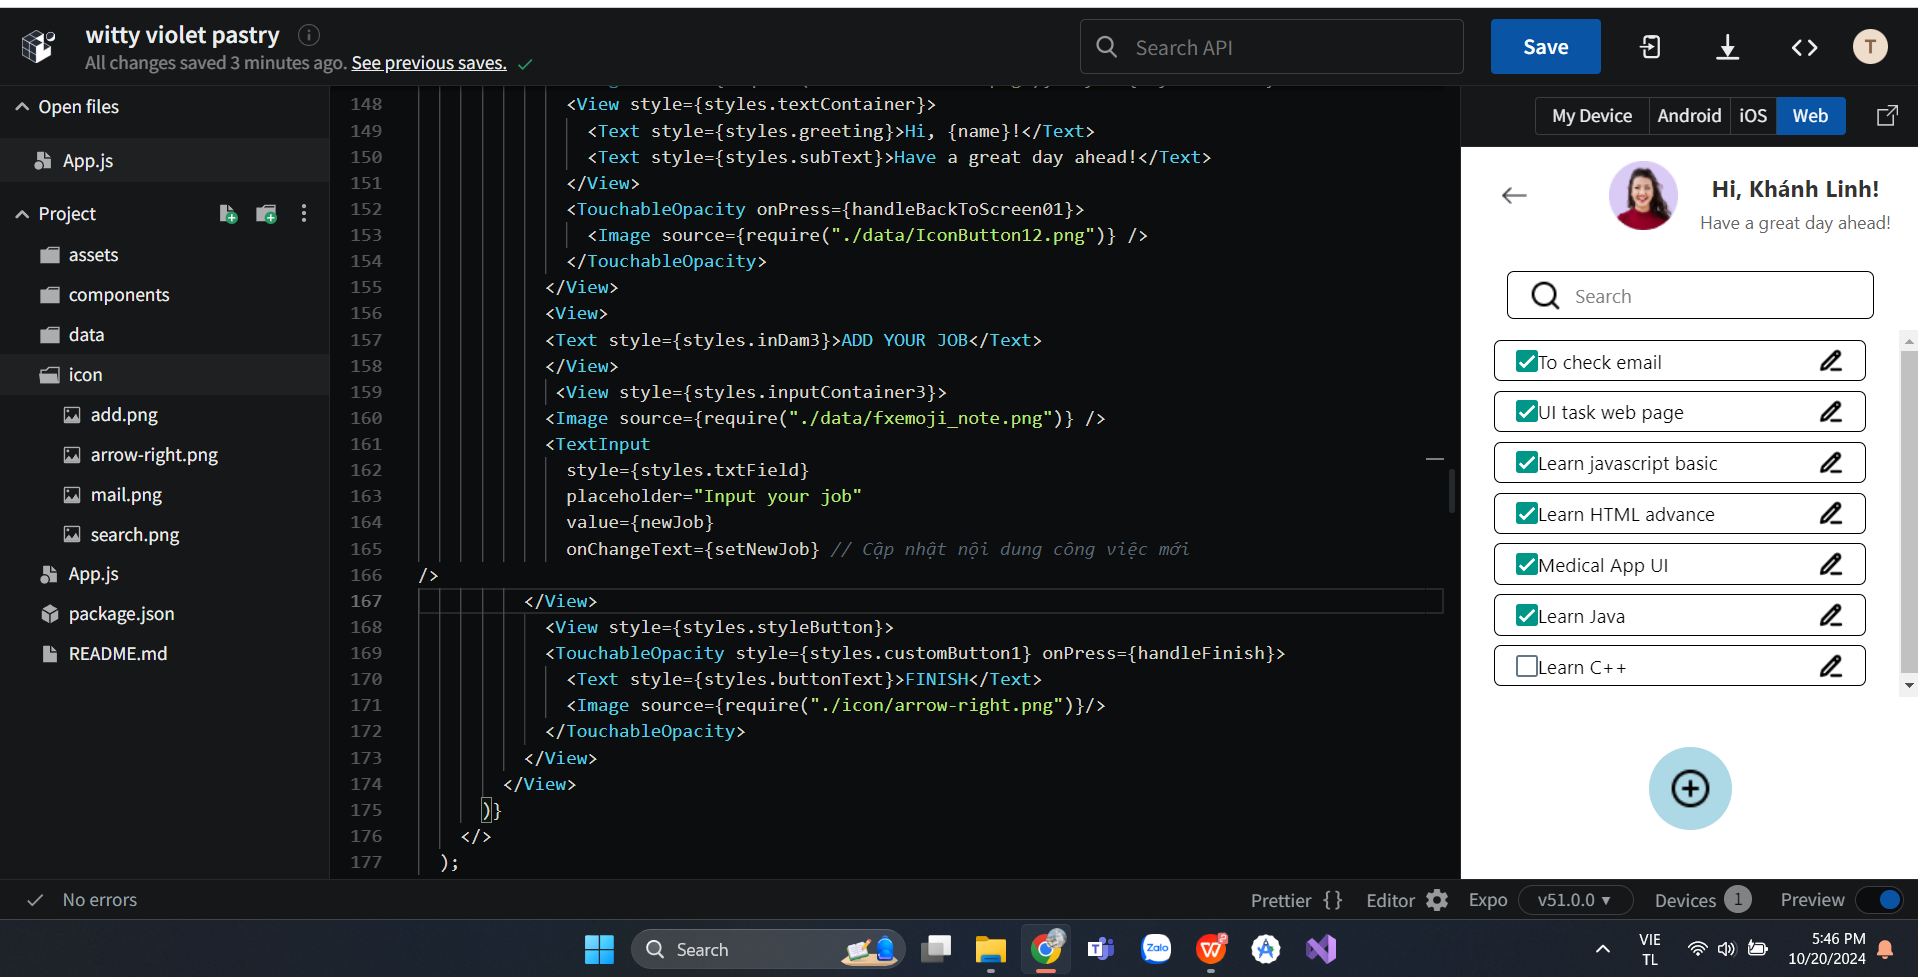 witty violet pastry
All changes saved 3 minutes ago. See previous saves.
Search API
Save
T
Open files
App.js
Project
assets
components
data
icon
add.png
arrow-right.png
mail.png
search.png
App.js
package.json
README.md
148 <View style={styles.textContainer}>
149 <Text style={styles.greeting}>Hi, {name}!</Text>
150 <Text style={styles.subText}>Have a great day ahead!</Text>
151 </View>
152 <TouchableOpacity onPress={handleBackToScreen01}>
153 <Image source={require("./data/IconButton12.png")} />
154 </TouchableOpacity>
155 </View>
156 <View>
157 <Text style={styles.inDam3}>ADD YOUR JOB</Text>
158 </View>
159 <View style={styles.inputContainer3}>
160 <Image source={require("./data/fxemoji_note.png")} />
161 <TextInput
162 style={styles.txtField}
163 placeholder="Input your job"
164 value={newJob}
165 onChangeText={setNewJob} // Cập nhật nội dung công việc mới
166 />
167 </View>
168 <View style={styles.styleButton}>
169 <TouchableOpacity style={styles.customButton1} onPress={handleFinish}>
170 <Text style={styles.buttonText}>FINISH</Text>
171 <Image source={require("./icon/arrow-right.png")}/>
172 </TouchableOpacity>
173 </View>
174 </View>
175 )}
176 </>
177 );
My Device Android iOS Web
Hi, Khánh Linh!
Have a great day ahead!
Search
To check email
UI task web page
Learn javascript basic
Learn HTML advance
Medical App UI
Learn Java
Learn C++
No errors
Prettier {} Editor Expo v51.0.0 Devices 1 Preview
Search
Zalo
VIE
TL
5:46 PM
10/20/2024